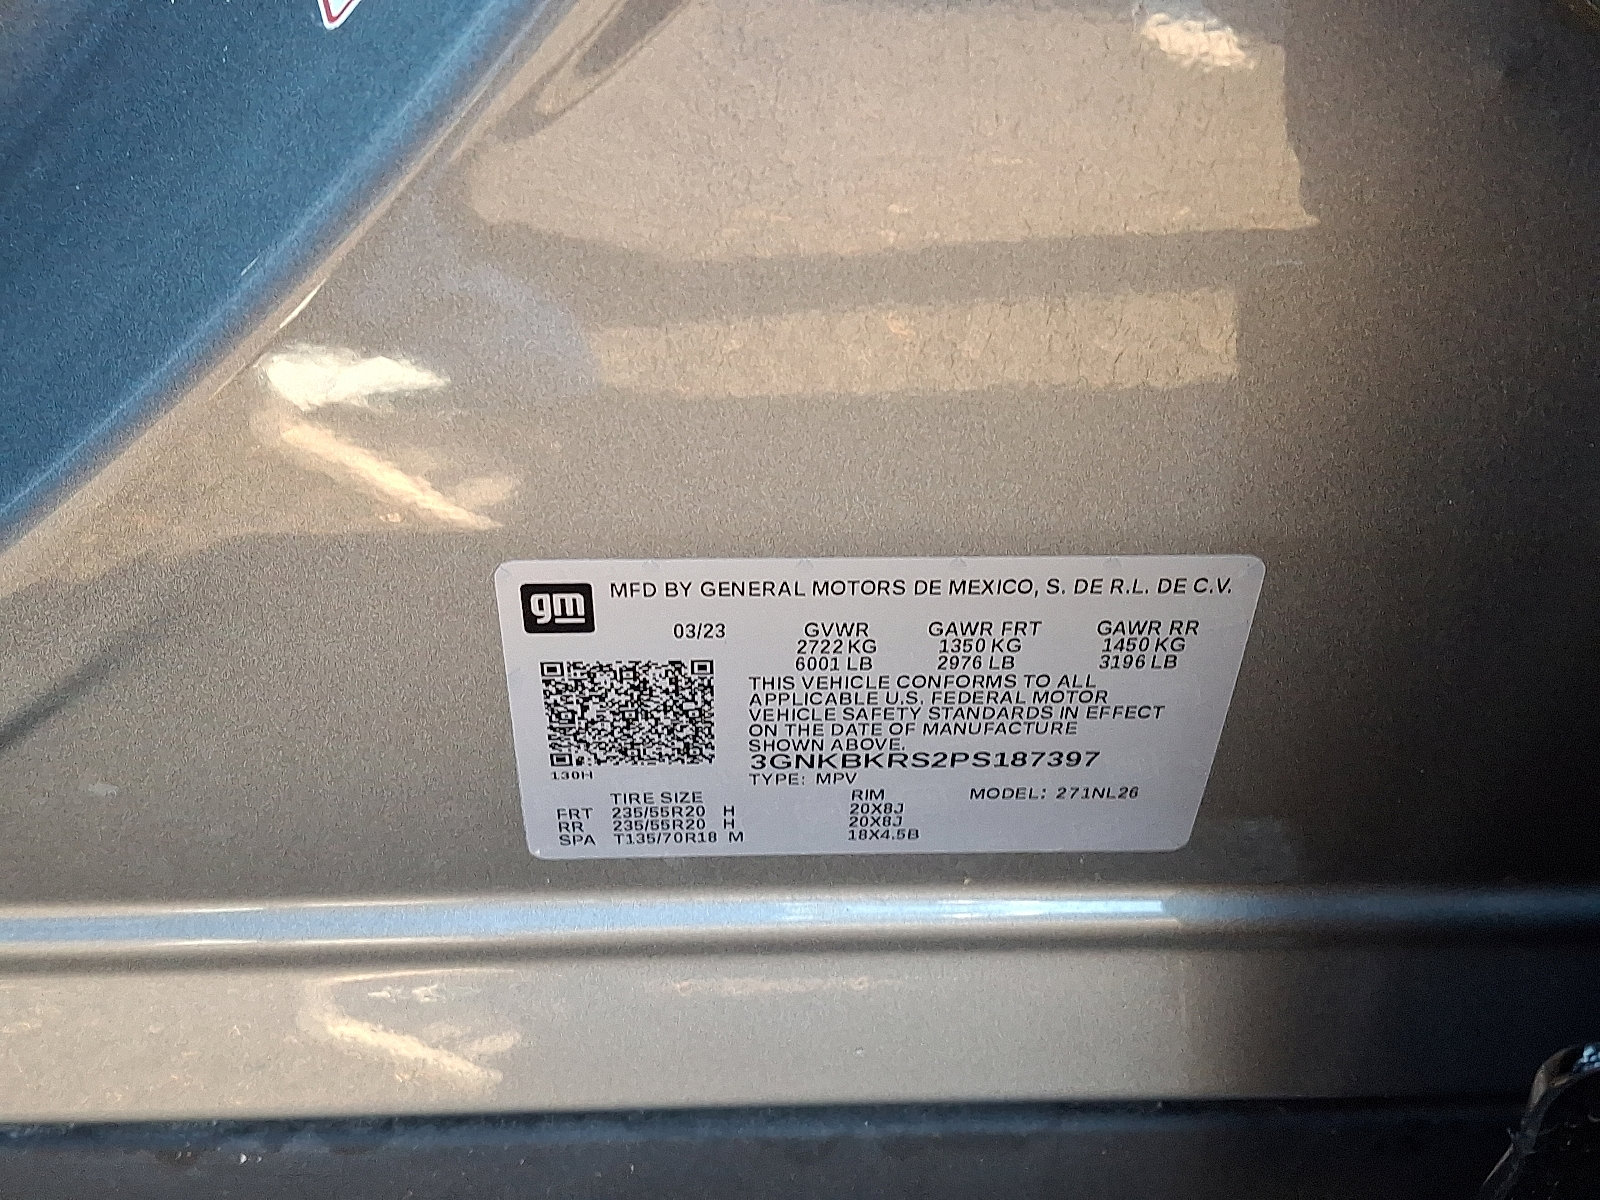 gm MFD BY GENERAL MOTORS DE MEXICO, S. DE R.L. DE C.V.
03/23 GVWR GAWR FRT GAWR RR
2722 KG 1350 KG 1450 KG
6001 LB 2976 LB 3196 LB
THIS VEHICLE CONFORMS TO ALL
APPLICABLE U.S. FEDERAL MOTOR
VEHICLE SAFETY STANDARDS IN EFFECT
ON THE DATE OF MANUFACTURE
SHOWN ABOVE.
3GNKBKRS2PS187397
130H TYPE: MPV
TIRE SIZE RIM MODEL: 271NL26
FRT 235/55R20 H 20X8J
RR 235/55R20 H 20X8J
SPA T135/70R18 M 18X4.5B